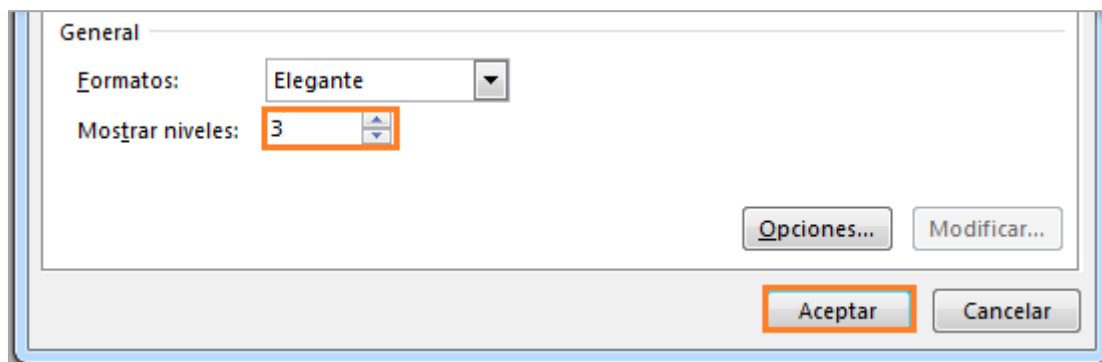 General
Formatos: Elegante
Mostrar niveles: 3
Opciones... Modificar...
Aceptar Cancelar